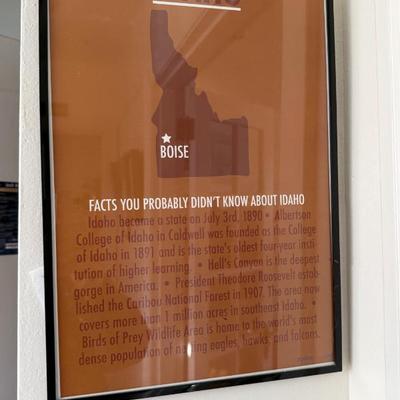 BOISE
FACTS YOU PROBABLY DIDN'T KNOW ABOUT IDAHO
Idaho became a state on July 3rd. 1890 • Albertson
College of Idaho in Caldwell was founded as the College
of Idaho in 1891 and is the state's oldest four-year insti-
tution of higher learning. • Hell's Canyon is the deepest
gorge in America. • President Theodore Roosevelt estab-
lished the Caribou National Forest in 1907. The area now
covers more than 1 million acres in southeast Idaho. •
Birds of Prey Wildlife Area is home to the world's most
dense population of nesting eagles, hawks, and falcons.